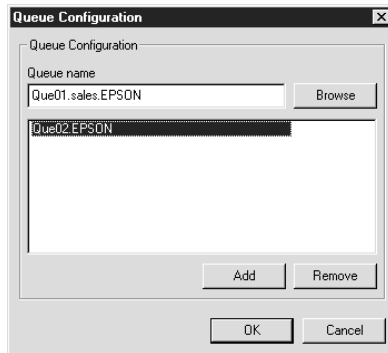 Queue Configuration
Queue Configuration
Queue name
Que01.sales.EPSON
Browse
Que02.EPSON
Add
Remove
OK
Cancel